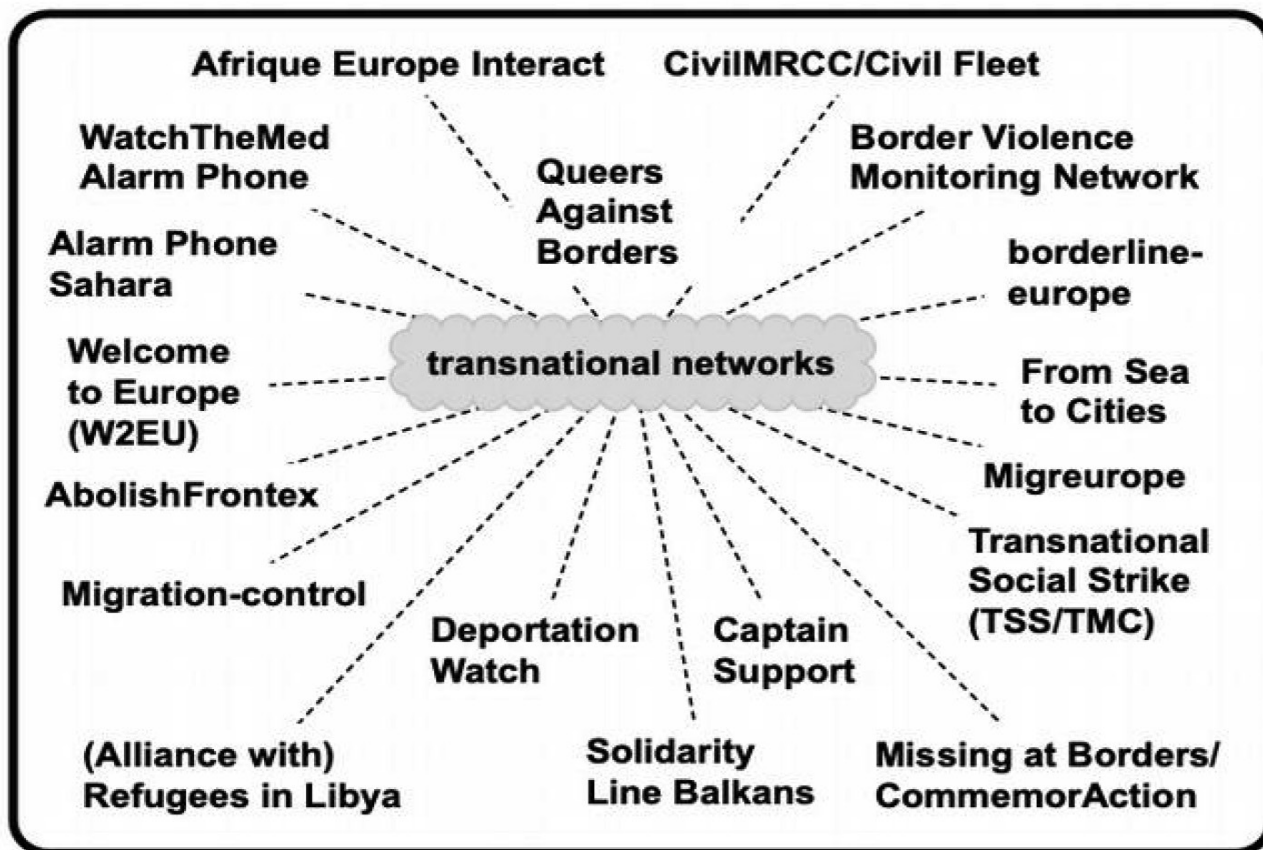 Afrique Europe Interact
CivilMRCC/Civil Fleet
WatchTheMed
Alarm Phone
Queers
Against
Borders
Border Violence
Monitoring Network
Alarm Phone
Sahara
borderline-
europe
transnational networks
Welcome
to Europe
(W2EU)
From Sea
to Cities
AbolishFrontex
Migreurope
Migration-control
Transnational
Social Strike
(TSS/TMC)
Deportation
Watch
Captain
Support
(Alliance with)
Refugees in Libya
Solidarity
Line Balkans
Missing at Borders/
CommemorAction